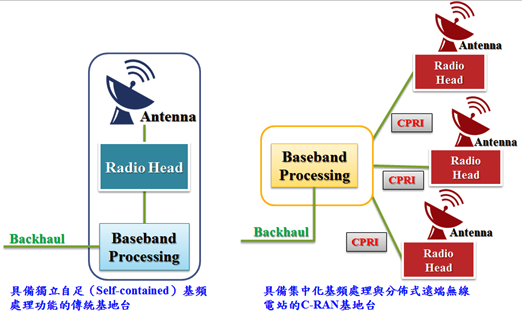 Antenna
Radio Head
Backhaul
Baseband
Processing
具備獨立自足（Self-contained）基頻
處理功能的傳統基地台
Antenna
Radio
Head
CPRI
Antenna
Radio
Head
CPRI
Baseband
Processing
Antenna
Radio
Head
CPRI
Backhaul
具備集中化基頻處理與分佈式遠端無線
電站的C-RAN基地台